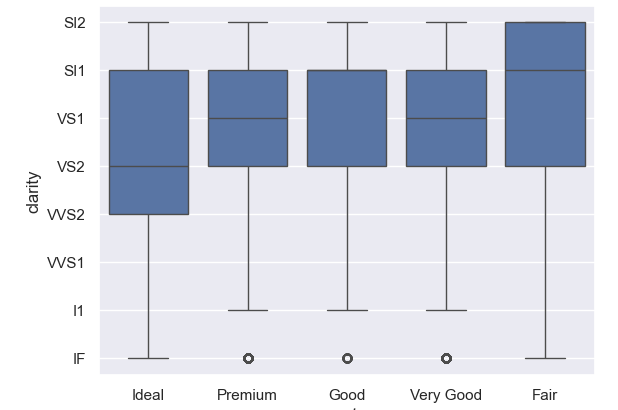 SI2
SI1
VS1
VS2
VVS2
VVS1
I1
IF
clarity
Ideal Premium Good Very Good Fair